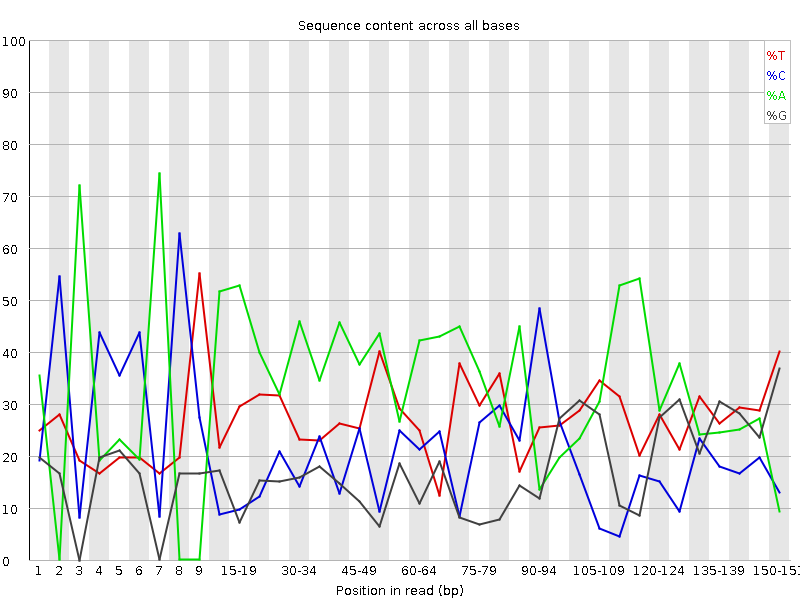 Sequence content across all bases
100
90
80
70
60
50
40
30
20
10
0
%T
%C
%A
%G
1 2 3 4 5 6 7 8 9 15-19 30-34 45-49 60-64 75-79 90-94 105-109 120-124 135-139 150-151
Position in read (bp)